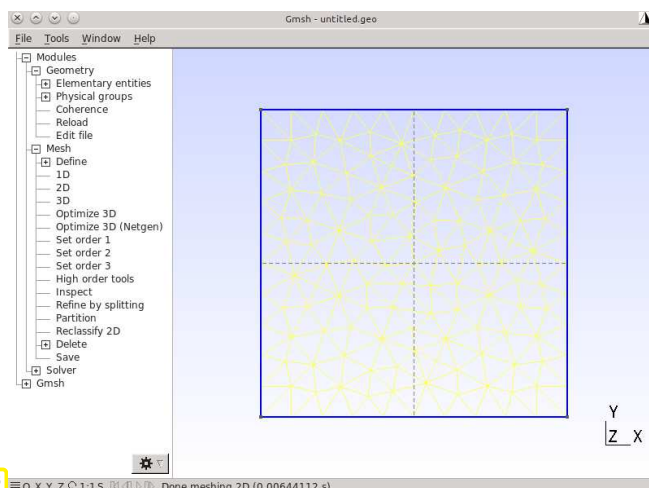 Gmsh - untitled.geo
File Tools Window Help
Modules
Geometry
Elementary entities
Physical groups
Coherence
Reload
Edit file
Mesh
Define
1D
2D
3D
Optimize 3D
Optimize 3D (Netgen)
Set order 1
Set order 2
Set order 3
High order tools
Inspect
Refine by splitting
Partition
Reclassify 2D
Delete
Save
Solver
Gmsh
Y
Z X
O X Y Z 1:1 S Done meshing 2D (0.00644112 s)